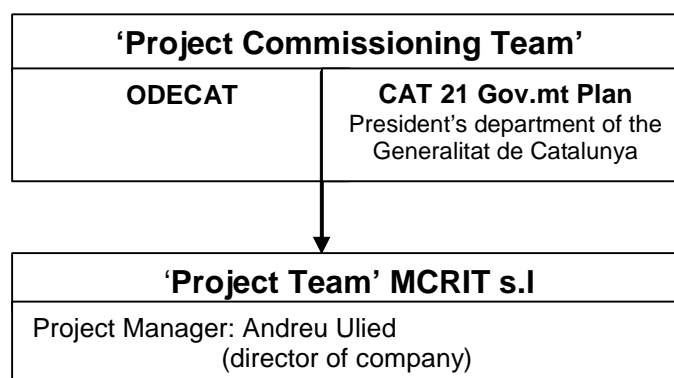 ‘Project Commissioning Team’
ODECAT
CAT 21 Gov.mt Plan
President’s department of the
Generalitat de Catalunya
‘Project Team’ MCRIT s.l
Project Manager: Andreu Ulied
(director of company)